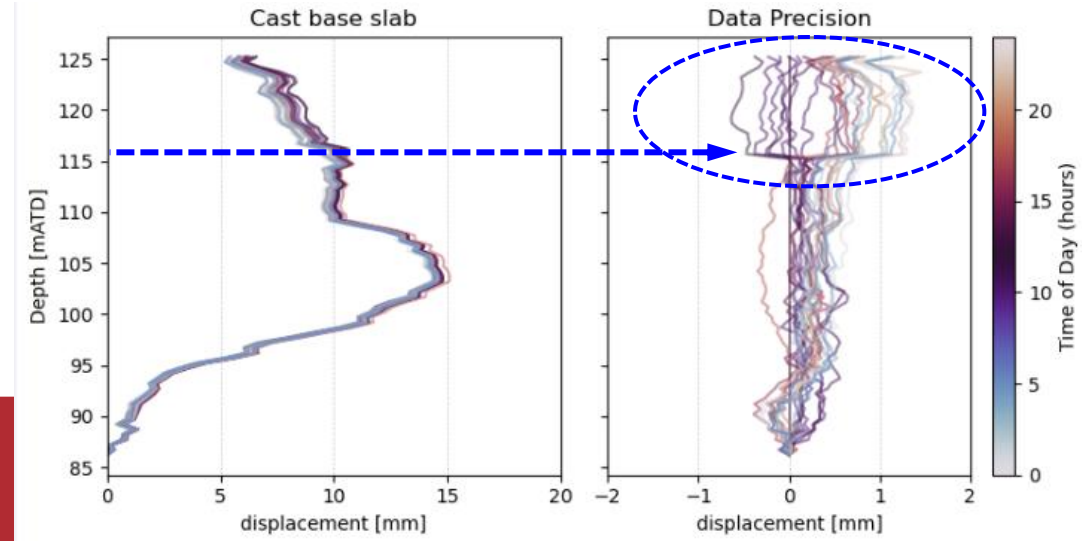 Cast base slab
Data Precision
Depth [mATD]
125
120
115
110
105
100
95
90
85
0 5 10 15 20
displacement [mm]
−2 −1 0 1 2
displacement [mm]
20
15
10
5
0
Time of Day (hours)